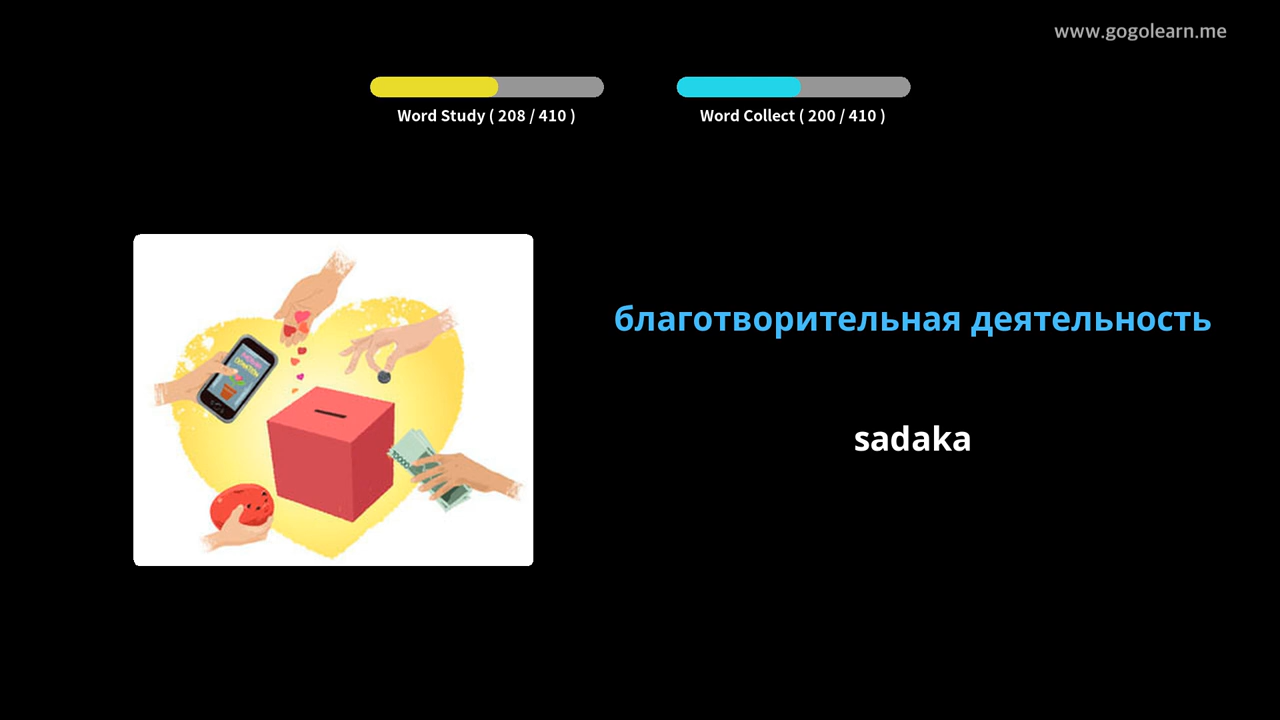 www.gogolearn.me
Word Study ( 208 / 410 )
Word Collect ( 200 / 410 )
благотворительная деятельность
sadaka